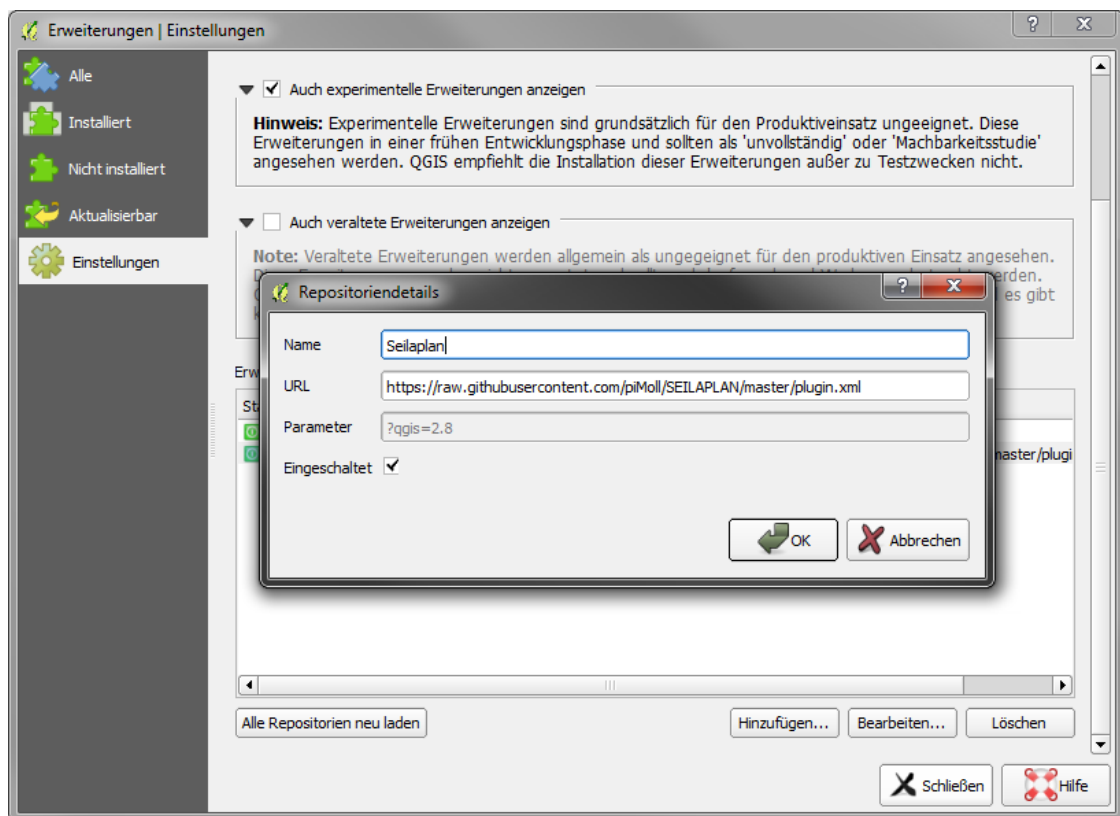 Erweiterungen | Einstellungen
Alle
Installiert
Nicht installiert
Aktualisierbar
Einstellungen
Auch experimentelle Erweiterungen anzeigen
Hinweis: Experimentelle Erweiterungen sind grundsätzlich für den Produktiveinsatz ungeeignet. Diese
Erweiterungen in einer frühen Entwicklungsphase und sollten als 'unvollständig' oder 'Machbarkeitsstudie'
angesehen werden. QGIS empfiehlt die Installation dieser Erweiterungen außer zu Testzwecken nicht.
Auch veraltete Erweiterungen anzeigen
Note: Veraltete Erweiterungen werden allgemein als ungegeignet für den produktiven Einsatz angesehen.
erden.
es gibt
Repositoriendetails
Name
Seilaplan
URL
https://raw.githubusercontent.com/piMoll/SEILAPLAN/master/plugin.xml
Parameter
?qgis=2.8
Eingeschaltet
OK
Abbrechen
Erw
St
master/plugi
Alle Repositorien neu laden
Hinzufügen...
Bearbeiten...
Löschen
Schließen
Hilfe